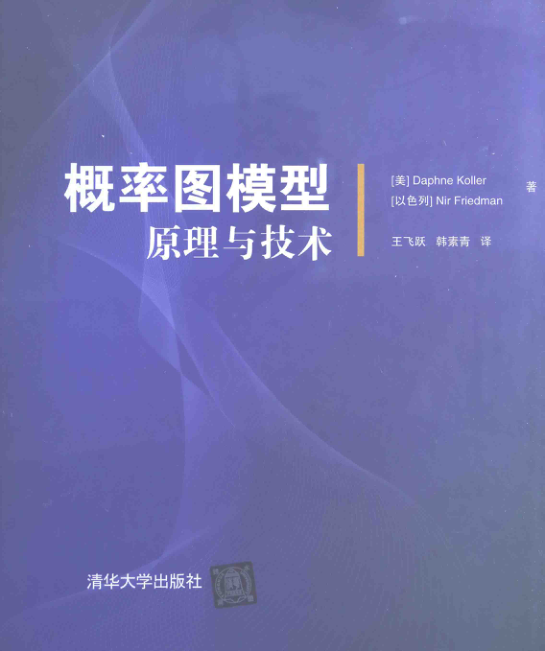 概率图模型
原理与技术
[美] Daphne Koller
[以色列] Nir Friedman
著
王飞跃 韩素青 译
清华大学出版社